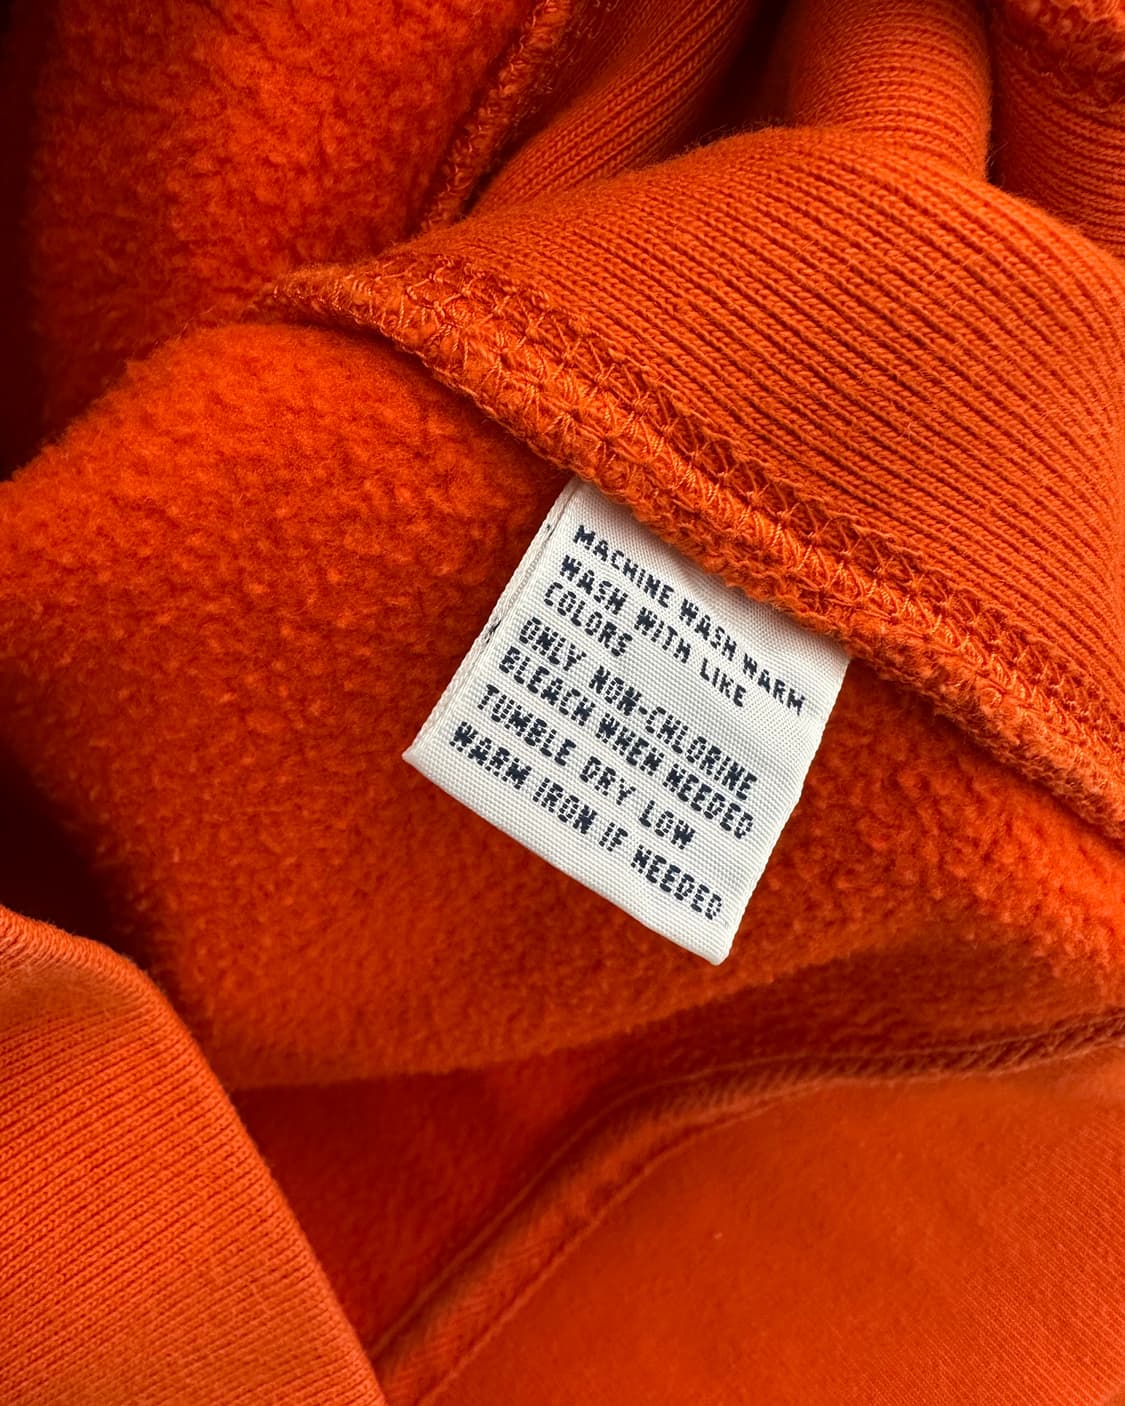 MACHINE WASH WARM
WASH WITH LIKE
COLORS
ONLY NON-CHLORINE
BLEACH WHEN NEEDED
TUMBLE DRY LOW
WARM IRON IF NEEDED